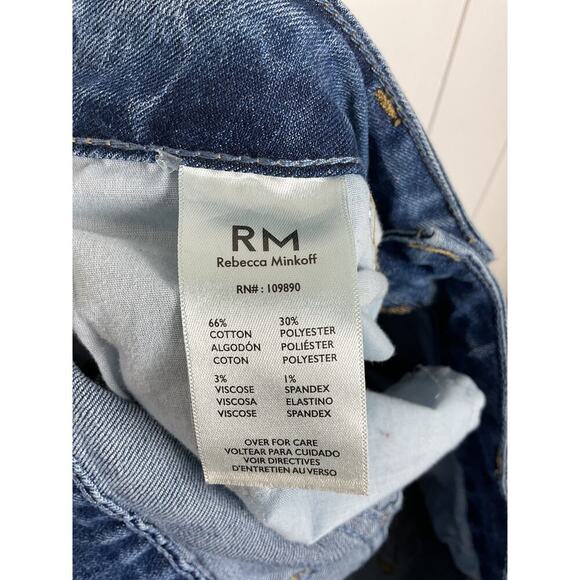 RM
Rebecca Minkoff
RN#: 109890
66% 30%
COTTON POLYESTER
ALGODÓN POLIÉSTER
COTON POLYESTER
3% 1%
VISCOSE SPANDEX
VISCOSA ELASTINO
VISCOSE SPANDEX
OVER FOR CARE
VOLTEAR PARA CUIDADO
VOIR DIRECTIVES
D'ENTRETIEN AU VERSO